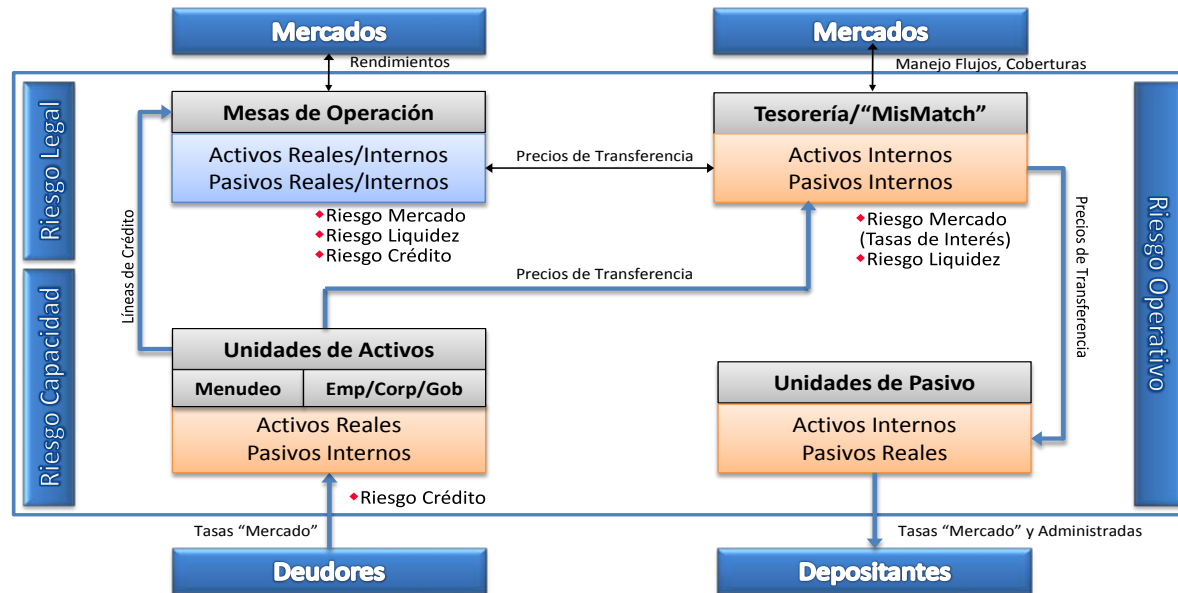 Mercados
Mercados
Rendimientos
Manejo Flujos, Coberturas
Riesgo Legal
Mesas de Operación
Activos Reales/Internos
Pasivos Reales/Internos
Precios de Transferencia
Tesorería/“MisMatch”
Activos Internos
Pasivos Internos
Riesgo Mercado
Riesgo Liquidez
Riesgo Crédito
Riesgo Mercado
(Tasas de Interés)
Riesgo Liquidez
Precios de Transferencia
Riesgo Operativo
Líneas de Crédito
Precios de Transferencia
Riesgo Capacidad
Unidades de Activos
Menudeo
Emp/Corp/Gob
Activos Reales
Pasivos Internos
Unidades de Pasivo
Activos Internos
Pasivos Reales
Riesgo Crédito
Tasas “Mercado”
Tasas “Mercado” y Administradas
Deudores
Depositantes